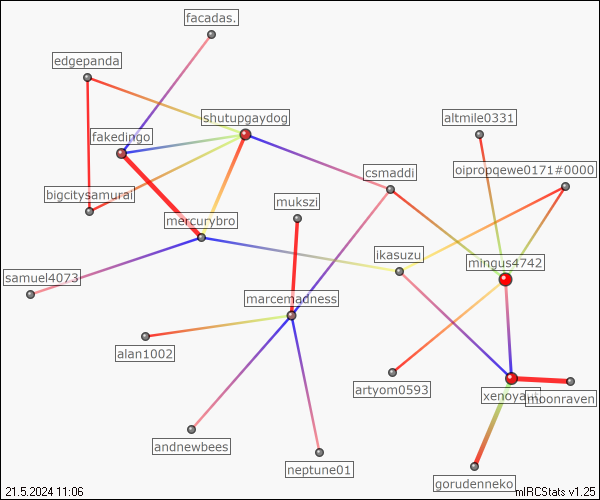 facadas.
edgepanda
shutupgaydog
altmile0331
fakedingo
oipropqewe0171#0000
csmaddi
bigcitysamurai
mukszi
mercurybro
ikasuzu
mingus4742
samuel4073
marcemadness
alan1002
artyom0593
moonraven
andnewbees
neptune01
gorudenneko
21.5.2024 11:06
mIRCStats v1.25